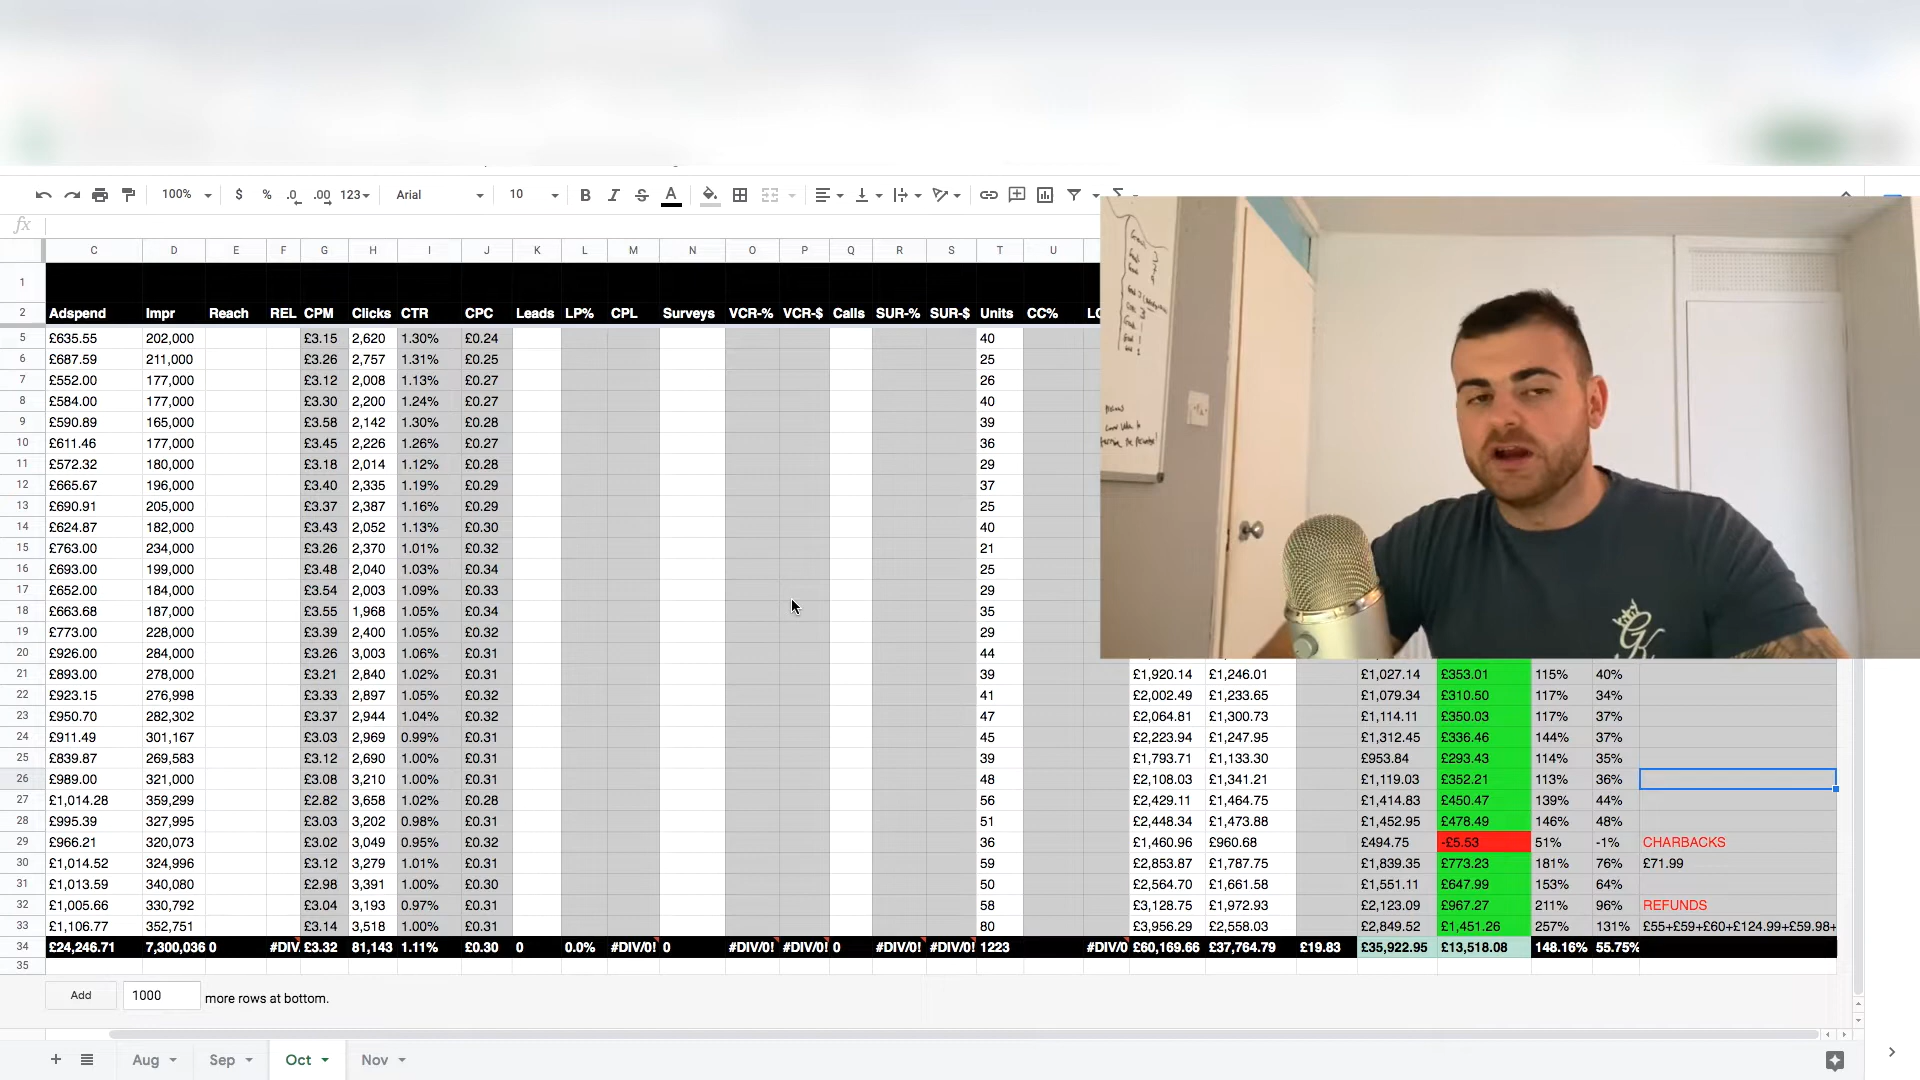 100% $ % .0 .00 123 Arial 10 B I S A
fx
C D E F G H I J K L M N O P Q R S T U
1
2 Adspend Impr Reach REL CPM Clicks CTR CPC Leads LP% CPL Surveys VCR-% VCR-$ Calls SUR-% SUR-$ Units CC%
5 £635.55 202,000 £3.15 2,620 1.30% £0.24 40
6 £687.59 211,000 £3.26 2,757 1.31% £0.25 25
7 £552.00 177,000 £3.12 2,008 1.13% £0.27 26
8 £584.00 177,000 £3.30 2,200 1.24% £0.27 40
9 £590.89 165,000 £3.58 2,142 1.30% £0.28 39
10 £611.46 177,000 £3.45 2,226 1.26% £0.27 36
11 £572.32 180,000 £3.18 2,014 1.12% £0.28 29
12 £665.67 196,000 £3.40 2,335 1.19% £0.29 37
13 £690.91 205,000 £3.37 2,387 1.16% £0.29 25
14 £624.87 182,000 £3.43 2,052 1.13% £0.30 40
15 £763.00 234,000 £3.26 2,370 1.01% £0.32 21
16 £693.00 199,000 £3.48 2,040 1.03% £0.34 25
17 £652.00 184,000 £3.54 2,003 1.09% £0.33 29
18 £663.68 187,000 £3.55 1,968 1.05% £0.34 35
19 £773.00 228,000 £3.39 2,400 1.05% £0.32 29
20 £926.00 284,000 £3.26 3,003 1.06% £0.31 44
21 £893.00 278,000 £3.21 2,840 1.02% £0.31 39 £1,920.14 £1,246.01 £1,027.14 £353.01 115% 40%
22 £923.15 276,998 £3.33 2,897 1.05% £0.32 41 £2,002.49 £1,233.65 £1,079.34 £310.50 117% 34%
23 £950.70 282,302 £3.37 2,944 1.04% £0.32 47 £2,064.81 £1,300.73 £1,114.11 £350.03 117% 37%
24 £911.49 301,167 £3.03 2,969 0.99% £0.31 45 £2,223.94 £1,247.95 £1,312.45 £336.46 144% 37%
25 £839.87 269,583 £3.12 2,690 1.00% £0.31 39 £1,793.71 £1,133.30 £953.84 £293.43 114% 35%
26 £989.00 321,000 £3.08 3,210 1.00% £0.31 48 £2,108.03 £1,341.21 £1,119.03 £352.21 113% 36%
27 £1,014.28 359,299 £2.82 3,658 1.02% £0.28 56 £2,429.11 £1,464.75 £1,414.83 £450.47 139% 44%
28 £995.39 327,995 £3.03 3,202 0.98% £0.31 51 £2,448.34 £1,473.88 £1,452.95 £478.49 146% 48%
29 £966.21 320,073 £3.02 3,049 0.95% £0.32 36 £1,460.96 £960.68 £494.75 -£5.53 51% -1% CHARBACKS
30 £1,014.52 324,996 £3.12 3,279 1.01% £0.31 59 £2,853.87 £1,787.75 £1,839.35 £773.23 181% 76% £71.99
31 £1,013.59 340,080 £2.98 3,391 1.00% £0.30 50 £2,564.70 £1,661.58 £1,551.11 £647.99 153% 64%
32 £1,005.66 330,792 £3.04 3,193 0.97% £0.31 58 £3,128.75 £1,972.93 £2,123.09 £967.27 211% 96% REFUNDS
33 £1,106.77 352,751 £3.14 3,518 1.00% £0.31 80 £3,956.29 £2,558.03 £2,849.52 £1,451.26 257% 131% £55+£59+£60+£124.99+£59.98+
34 £24,246.71 7,300,036 0 #DIV. £3.32 81,143 1.11% £0.30 0 0.0% #DIV/0! 0 #DIV/0! #DIV/0! 0 #DIV/0! #DIV/0! 1223 #DIV/0 £60,169.66 £37,764.79 £19.83 £35,922.95 £13,518.08 148.16% 55.75%
35
Add 1000 more rows at bottom.
Aug Sep Oct Nov